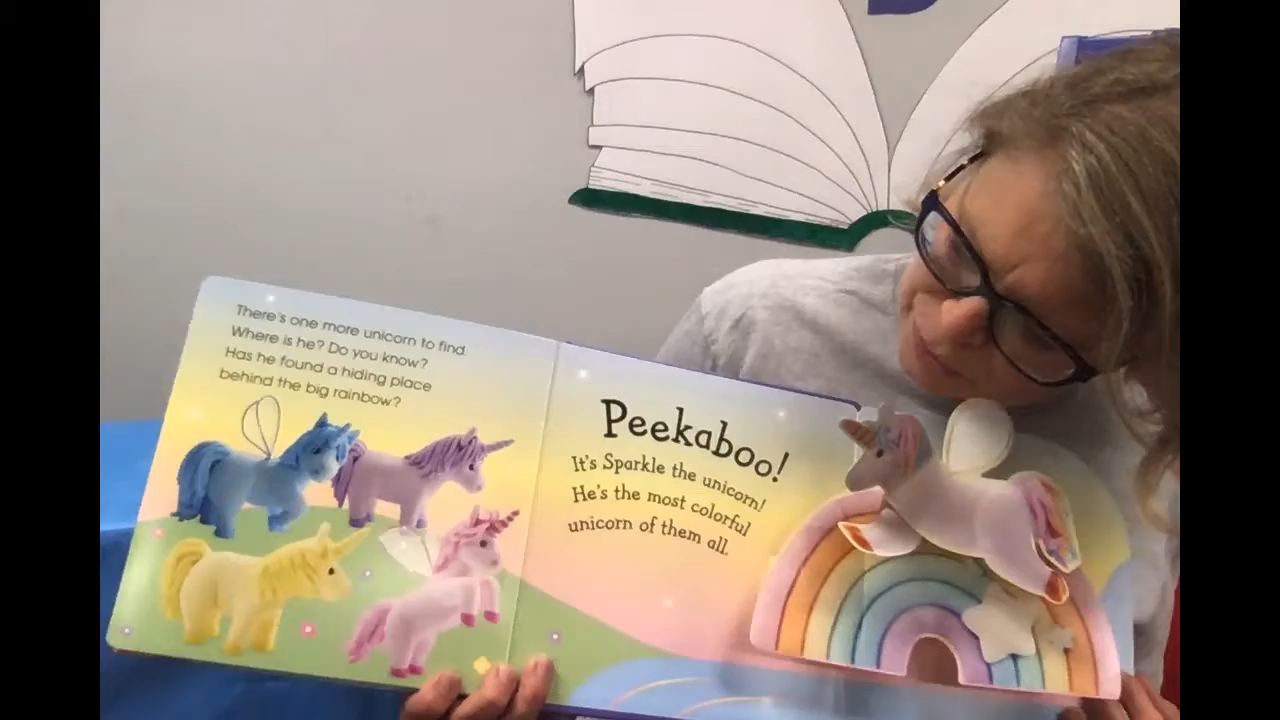 There's one more unicorn to find.
Where is he? Do you know?
Has he found a hiding place
behind the big rainbow?
Peekaboo!
It's Sparkle the unicorn!
He's the most colorful
unicorn of them all.